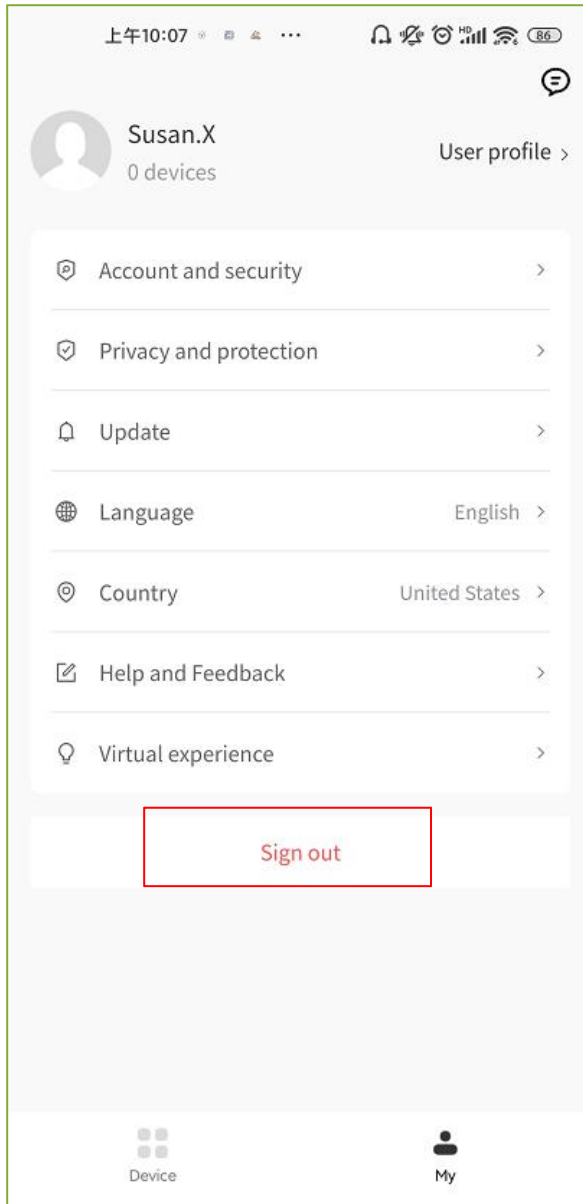 上午10:07 ... HD 86
Susan.X
0 devices
User profile >
Account and security >
Privacy and protection >
Update >
Language English >
Country United States >
Help and Feedback >
Virtual experience >
Sign out
Device My